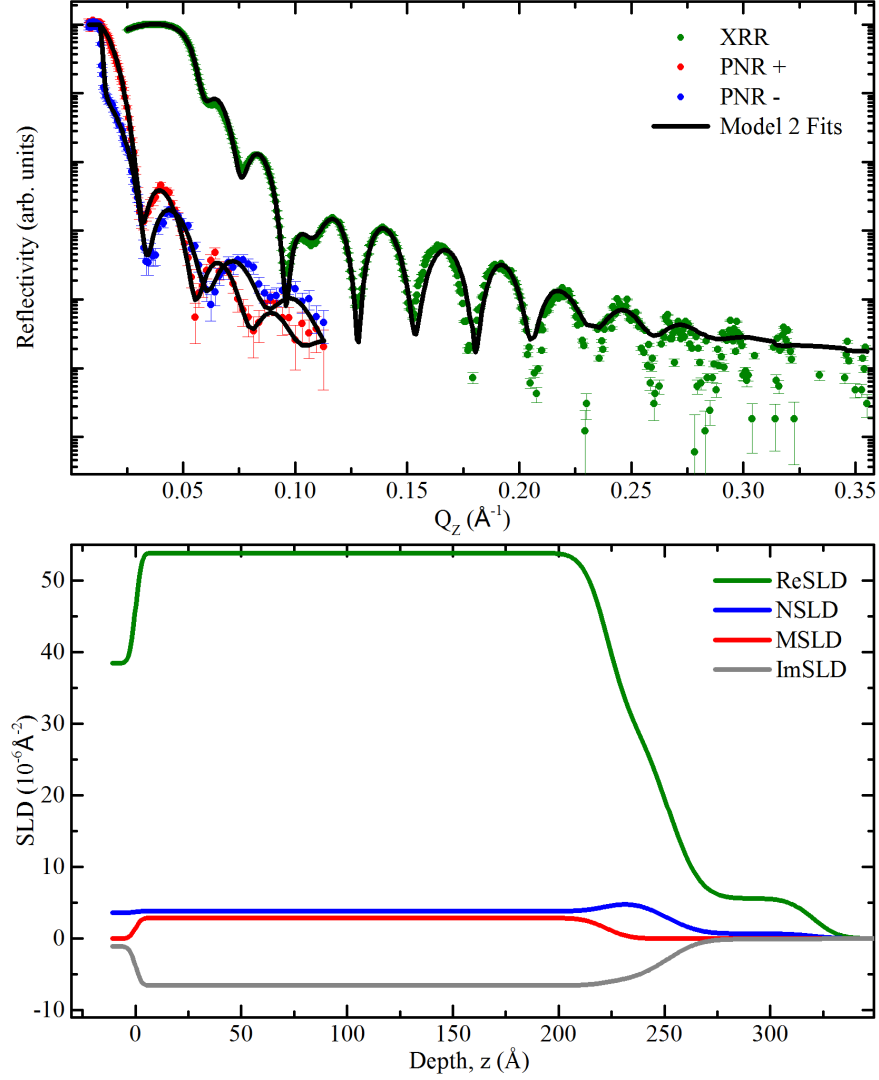 XRR
PNR +
PNR -
Model 2 Fits
Reflectivity (arb. units)
0.05 0.10 0.15 0.20 0.25 0.30 0.35
Q_Z (Å⁻¹)
ReSLD
NSLD
MSLD
ImSLD
SLD (10⁻⁶Å⁻²)
50
40
30
20
10
0
-10
0 50 100 150 200 250 300
Depth, z (Å)